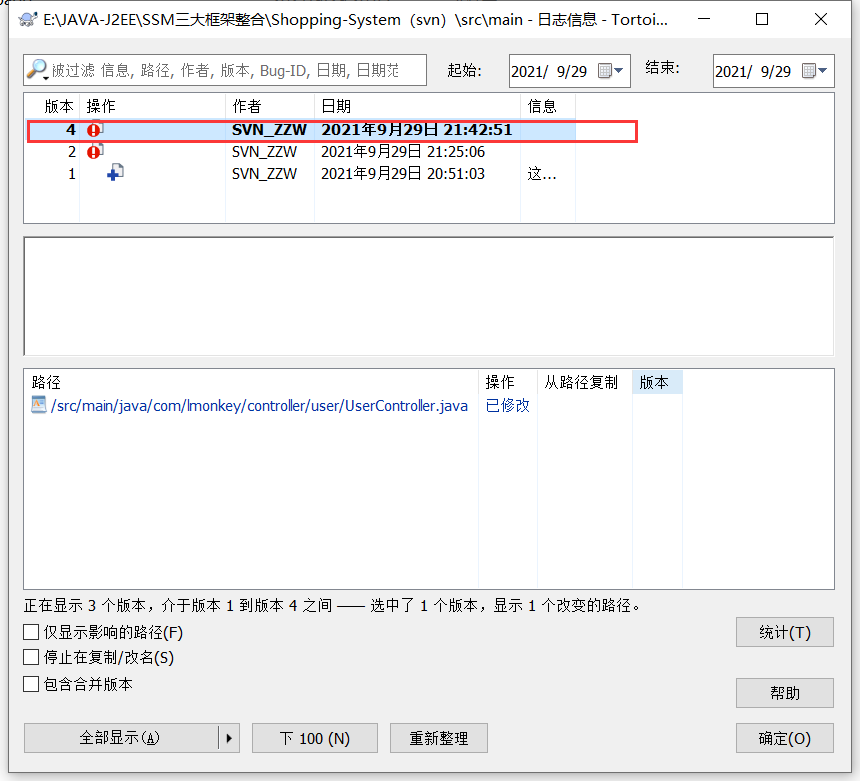 E:\JAVA-J2EE\SSM三大框架整合\Shopping-System（svn）\src\main - 日志信息 - Tortoi...
被过滤 信息, 路径, 作者, 版本, Bug-ID, 日期, 日期范
起始: 2021/ 9/29 结束: 2021/ 9/29
版本 操作 作者 日期 信息
4 SVN_ZZW 2021年9月29日 21:42:51
2 SVN_ZZW 2021年9月29日 21:25:06
1 SVN_ZZW 2021年9月29日 20:51:03 这...
路径 操作 从路径复制 版本
/src/main/java/com/lmonkey/controller/user/UserController.java 已修改
正在显示 3 个版本，介于版本 1 到版本 4 之间 —— 选中了 1 个版本，显示 1 个改变的路径。
仅显示影响的路径(F)
统计(T)
停止在复制/改名(S)
包含合并版本
帮助
全部显示(A) 下 100 (N) 重新整理 确定(O)